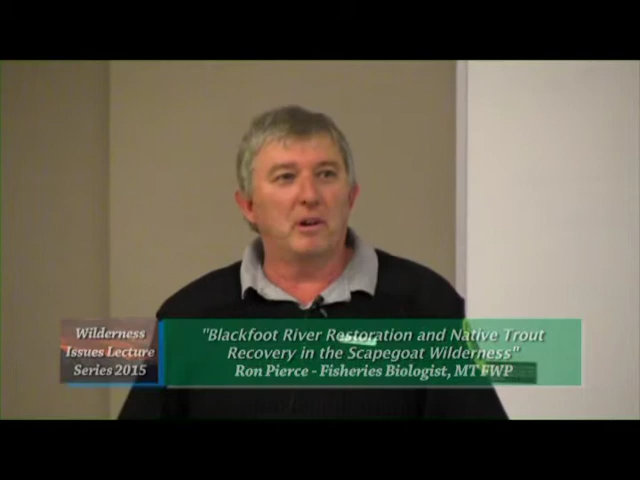 Wilderness
Issues Lecture
Series 2015
"Blackfoot River Restoration and Native Trout
Recovery in the Scapegoat Wilderness"
Ron Pierce - Fisheries Biologist, MT FWP